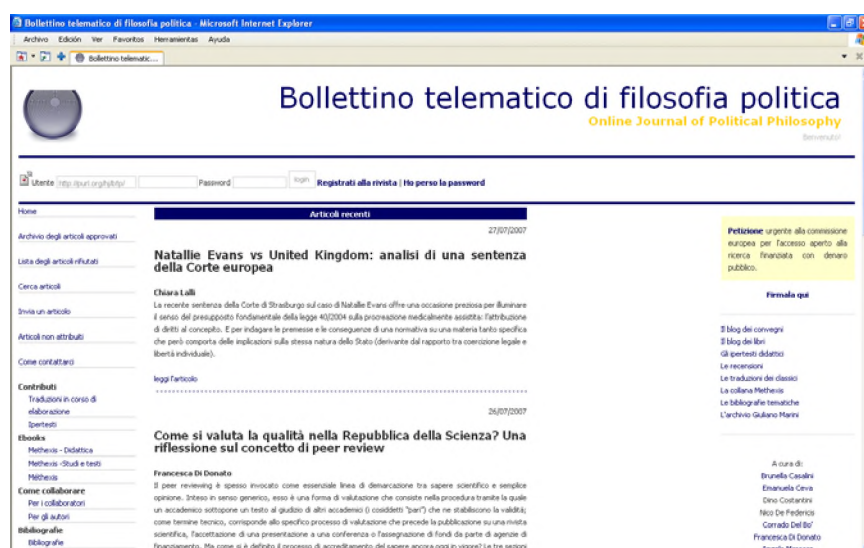 Bollettino telematico di filosofia politica - Microsoft Internet Explorer
Archivo Edición Ver Favoritos Herramientas Ayuda
Bollettino telematic...
Bollettino telematico di filosofia politica
Online Journal of Political Philosophy
Benvenuto!
Utente http://purl.org/hj/bfp/ Password login Registrati alla rivista | Ho perso la password
Home
Archivio degli articoli approvati
Lista degli articoli rifiutati
Cerca articoli
Invia un articolo
Articoli non attribuiti
Come contattarci
Contributi
Traduzioni in corso di
elaborazione
Ipertesti
Ebooks
Methexis - Didattica
Methexis -Studi e testi
Methexis
Come collaborare
Per i collaboratori
Per gli autori
Bibliografie
Bibliografie
Articoli recenti
27/07/2007
Natallie Evans vs United Kingdom: analisi di una sentenza
della Corte europea
Chiara Lalli
La recente sentenza della Corte di Strasburgo sul caso di Natallie Evans offre una occasione preziosa per illuminare
il senso del presupposto fondamentale della legge 40/2004 sulla procreazione medicalmente assistita: l'attribuzione
di diritti al concepito. E per indagare le premesse e le conseguenze di una normativa su una materia tanto specifica
che però comporta delle implicazioni sulla stessa natura dello Stato (derivante dal rapporto tra coercizione legale e
libertà individuale).
leggi l'articolo
26/07/2007
Come si valuta la qualità nella Repubblica della Scienza? Una
riflessione sul concetto di peer review
Francesca Di Donato
Il peer reviewing è spesso invocato come essenziale linea di demarcazione tra sapere scientifico e semplice
opinione. Inteso in senso generico, esso è una forma di valutazione che consiste nella procedura tramite la quale
un accademico sottopone un testo al giudizio di altri accademici (i cosiddetti "pari") che ne stabiliscono la validità;
come termine tecnico, corrisponde allo specifico processo di valutazione che precede la pubblicazione su una rivista
scientifica, l'accettazione di una presentazione a una conferenza o l'assegnazione di fondi da parte di agenzie di
finanziamento. Ma come si è definito il processo di accreditamento del sapere ancora oggi in vigore? Le tre sezioni
Petizione urgente alla commissione
europea per l'accesso aperto alla
ricerca finanziata con denaro
pubblico.
Firmala qui
Il blog dei convegni
Il blog dei libri
Gli ipertesti didattici
Le recensioni
Le traduzioni dei classici
La collana Methexis
Le bibliografie tematiche
L'archivio Giuliano Marini
A cura di:
Brunella Casalini
Emanuela Ceva
Dino Costantini
Nico De Federicis
Corrado Del Bo'
Francesca Di Donato